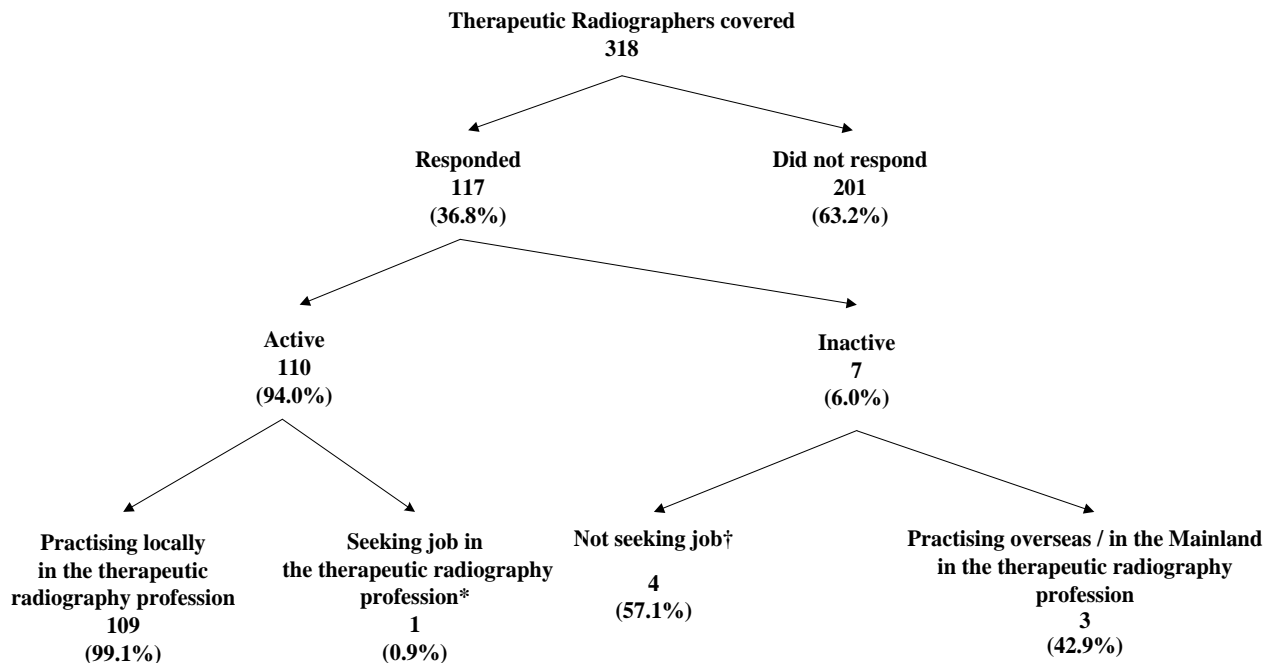 Therapeutic Radiographers covered
318
Responded
117
(36.8%)
Did not respond
201
(63.2%)
Active
110
(94.0%)
Inactive
7
(6.0%)
Practising locally
in the therapeutic
radiography profession
109
(99.1%)
Seeking job in
the therapeutic radiography
profession*
1
(0.9%)
Not seeking job†
4
(57.1%)
Practising overseas / in the Mainland
in the therapeutic radiography
profession
3
(42.9%)